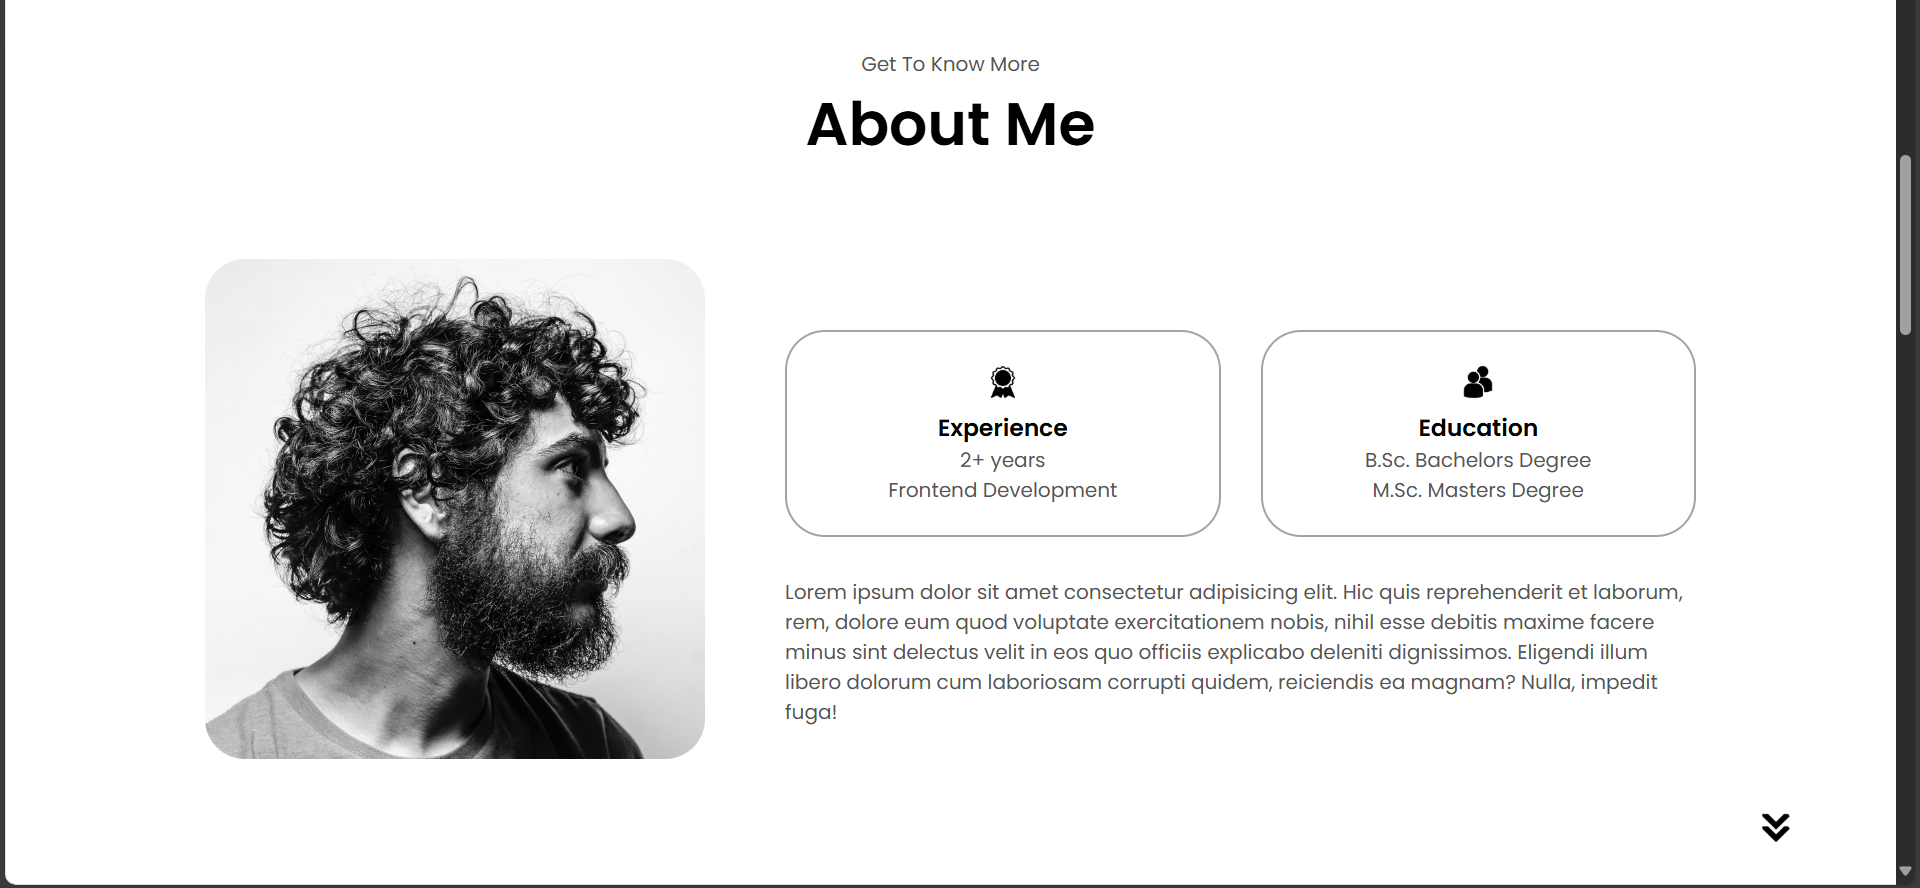 Get To Know More
About Me
Experience
2+ years
Frontend Development
Education
B.Sc. Bachelors Degree
M.Sc. Masters Degree
Lorem ipsum dolor sit amet consectetur adipisicing elit. Hic quis reprehenderit et laborum,
rem, dolore eum quod voluptate exercitationem nobis, nihil esse debitis maxime facere
minus sint delectus velit in eos quo officiis explicabo deleniti dignissimos. Eligendi illum
libero dolorum cum laboriosam corrupti quidem, reiciendis ea magnam? Nulla, impedit
fuga!